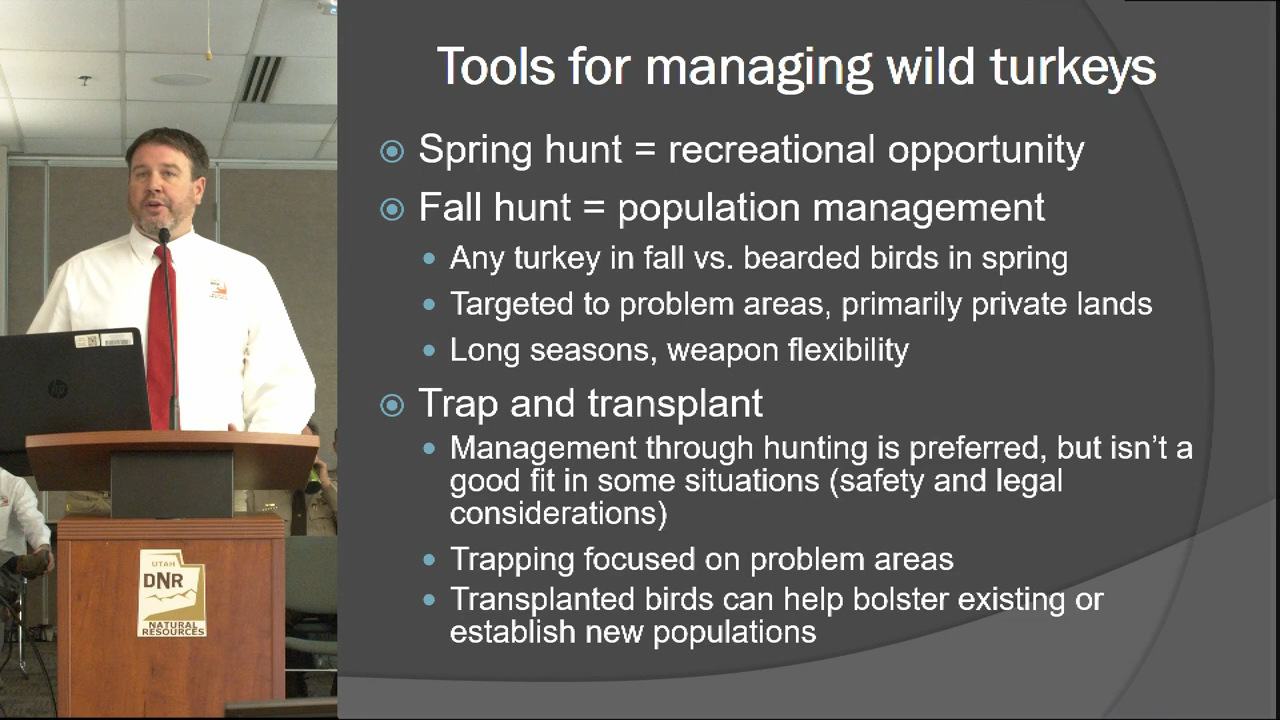 Tools for managing wild turkeys
Spring hunt = recreational opportunity
Fall hunt = population management
Any turkey in fall vs. bearded birds in spring
Targeted to problem areas, primarily private lands
Long seasons, weapon flexibility
Trap and transplant
Management through hunting is preferred, but isn't a
good fit in some situations (safety and legal
considerations)
Trapping focused on problem areas
Transplanted birds can help bolster existing or
establish new populations
hp
UTAH
DNR
NATURAL
RESOURCES